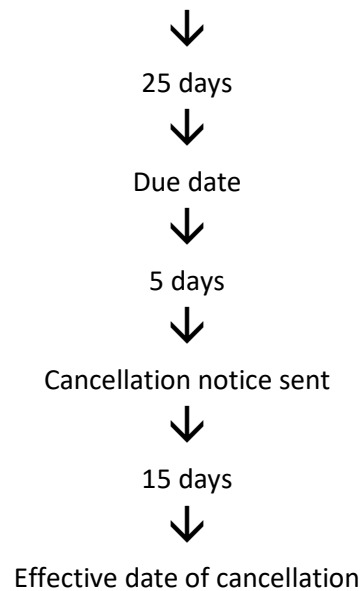 25 days
Due date
5 days
Cancellation notice sent
15 days
Effective date of cancellation